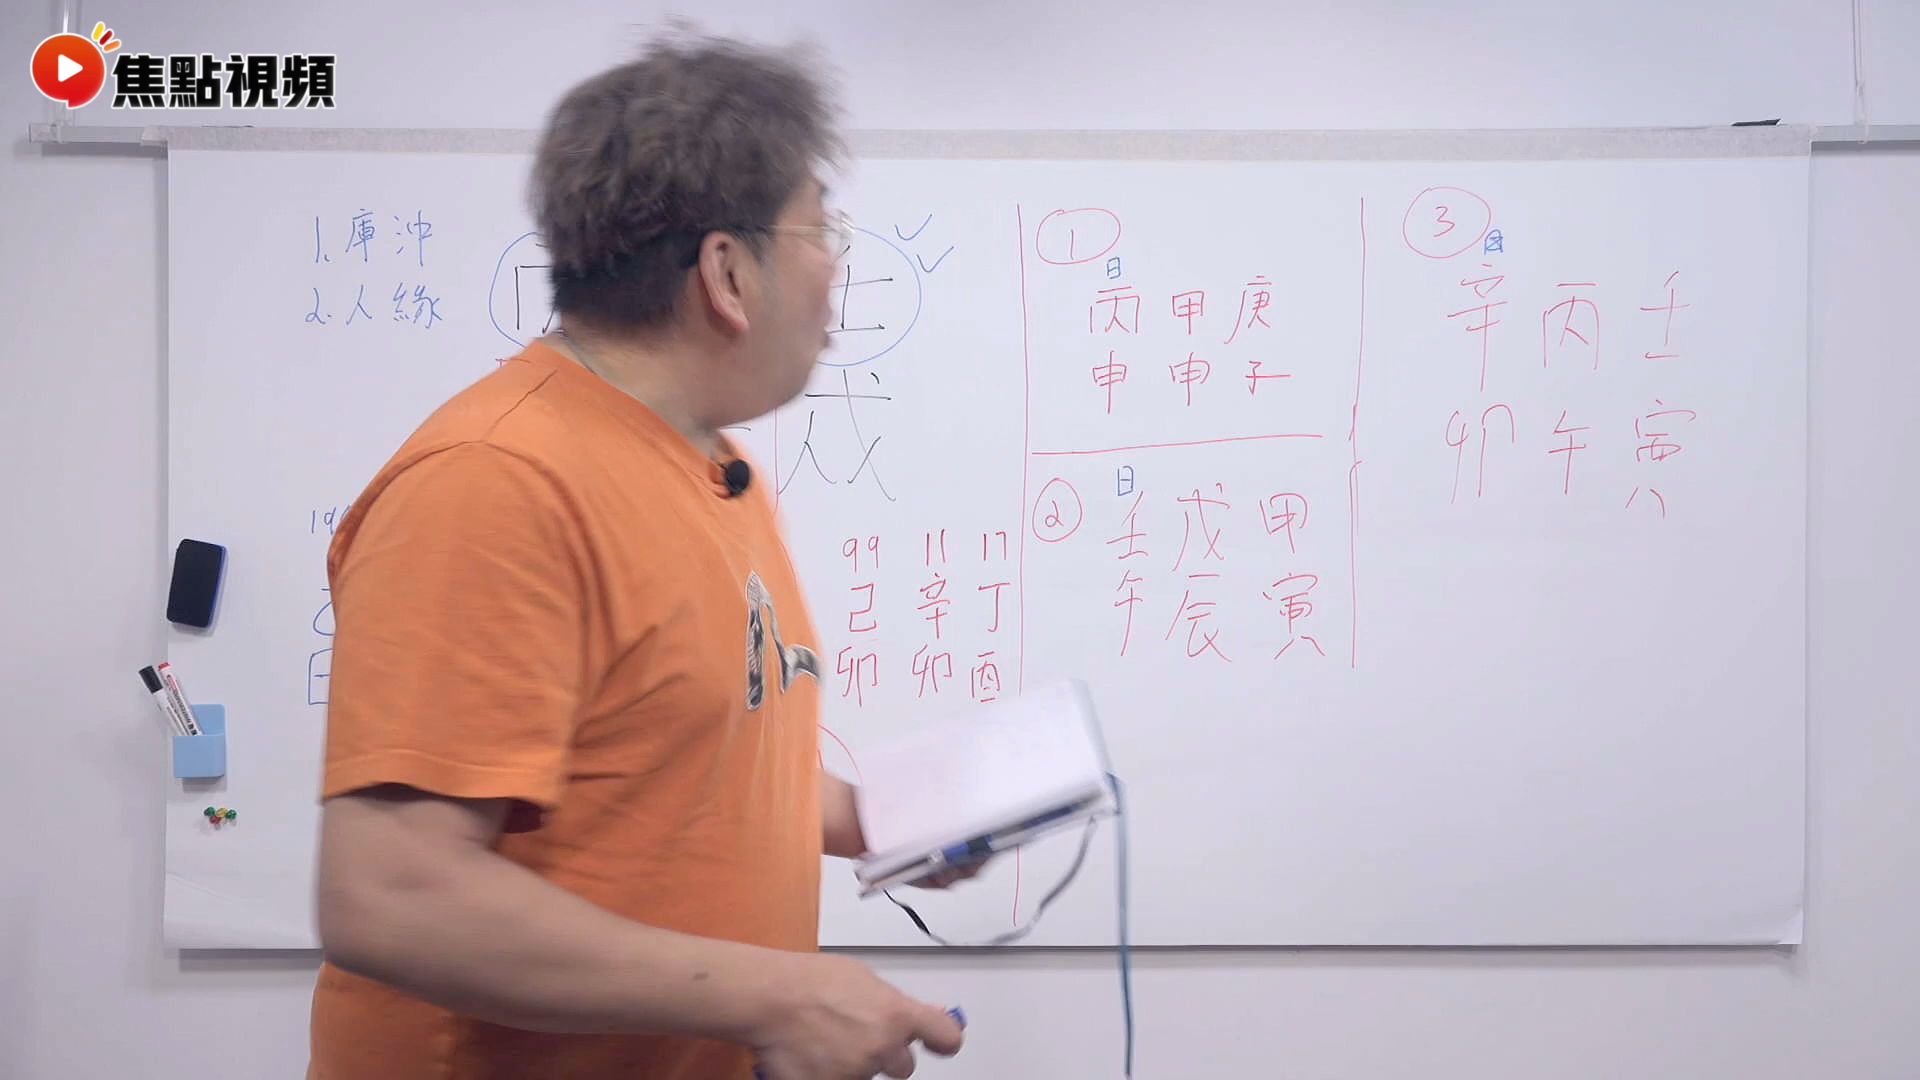 焦點視頻
1.庫沖
2.人緣
戌
99 11 17
己 辛 丁
卯 卯 酉
①
日
丙 甲 庚
申 申 子
②
日
壬 戊 甲
午 辰 寅
③
日
辛 丙 壬
卯 午 寅